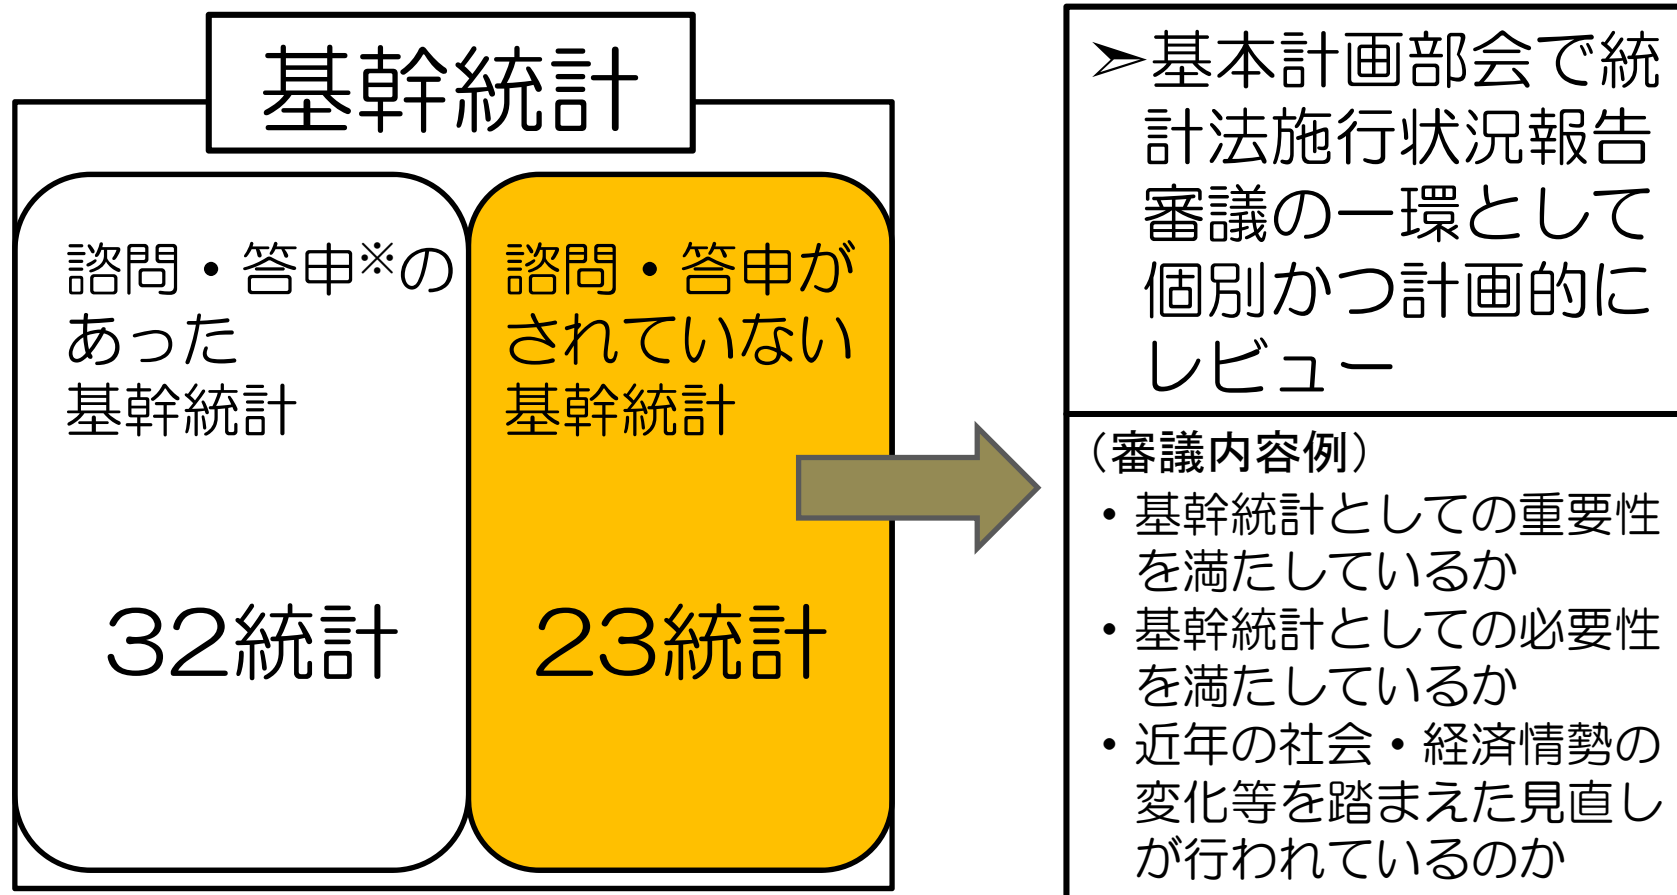 基幹統計
諮問・答申※の
あった
基幹統計
32統計
諮問・答申が
されていない
基幹統計
23統計
➣基本計画部会で統
計法施行状況報告
審議の一環として
個別かつ計画的に
レビュー
（審議内容例）
・基幹統計としての重要性
を満たしているか
・基幹統計としての必要性
を満たしているか
・近年の社会・経済情勢の
変化等を踏まえた見直し
が行われているのか